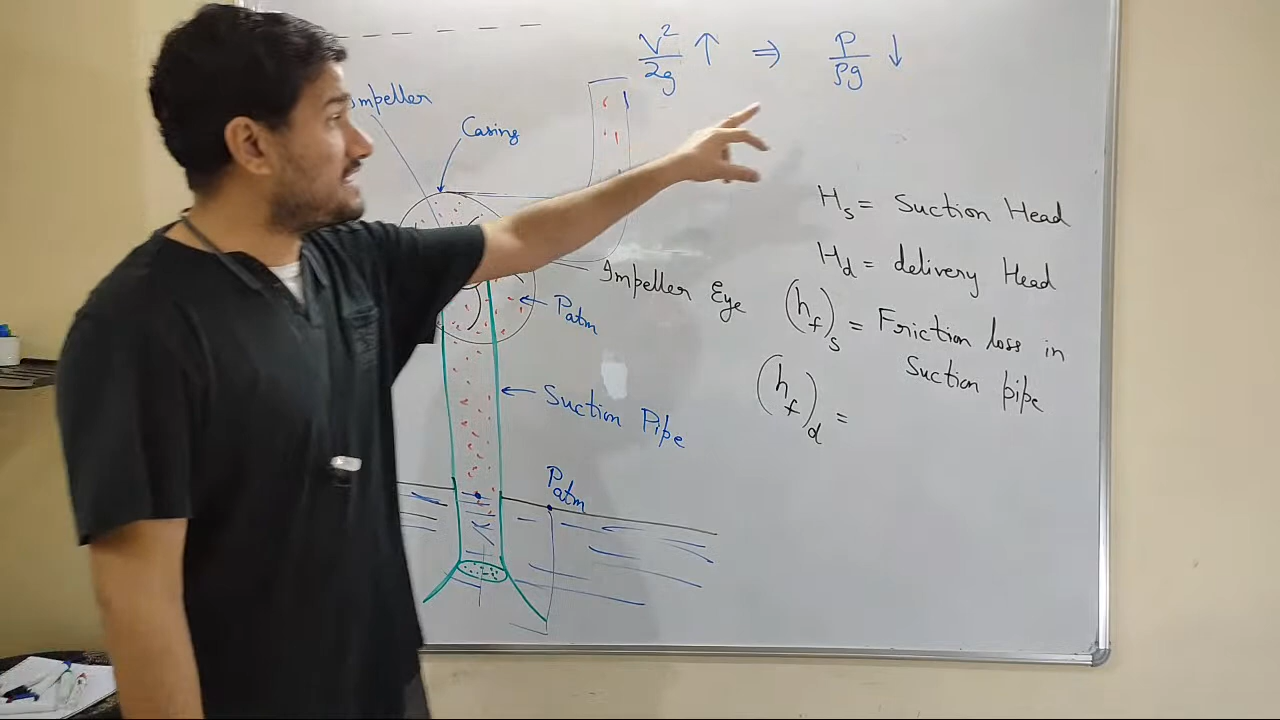 V²/2g ↑ ⇒ P/ρg ↓
Impeller
Casing
Impeller Eye
Patm
Suction Pipe
Patm
Hs = Suction Head
Hd = delivery Head
(hf)s = Friction loss in
Suction pipe
(hf)d =